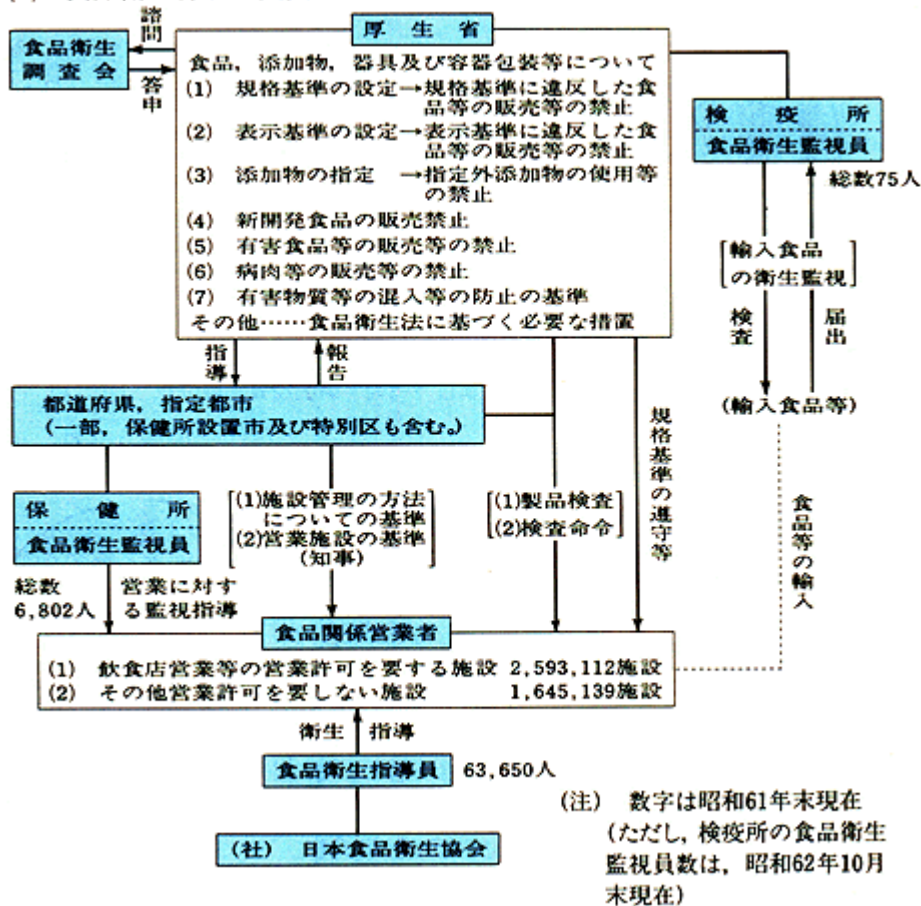 諮問
厚生省
食品衛生
調査会
答申
食品，添加物，器具及び容器包装等について
(1) 規格基準の設定→規格基準に違反した食
品等の販売等の禁止
(2) 表示基準の設定→表示基準に違反した食
品等の販売等の禁止
(3) 添加物の指定 →指定外添加物の使用等
の禁止
(4) 新開発食品の販売禁止
(5) 有害食品等の販売等の禁止
(6) 病肉等の販売等の禁止
(7) 有害物質等の混入等の防止の基準
その他……食品衛生法に基づく必要な措置
検疫所
食品衛生監視員
総数75人
[輸入食品
の衛生監視]
検査
届出
(輸入食品等)
指導
報告
都道府県，指定都市
(一部，保健所設置市及び特別区も含む。)
保健所
食品衛生監視員
総数
6,802人
営業に対す
る監視指導
[(1)施設管理の方法
についての基準
(2)営業施設の基準
(知事)]
[(1)製品検査
(2)検査命令]
規格基準の遵守等
食品等の輸入
食品関係営業者
(1) 飲食店営業等の営業許可を要する施設 2,593,112施設
(2) その他営業許可を要しない施設 1,645,139施設
衛生指導
食品衛生指導員 63,650人
(社) 日本食品衛生協会
(注) 数字は昭和61年末現在
(ただし，検疫所の食品衛生
監視員数は，昭和62年10月
末現在)